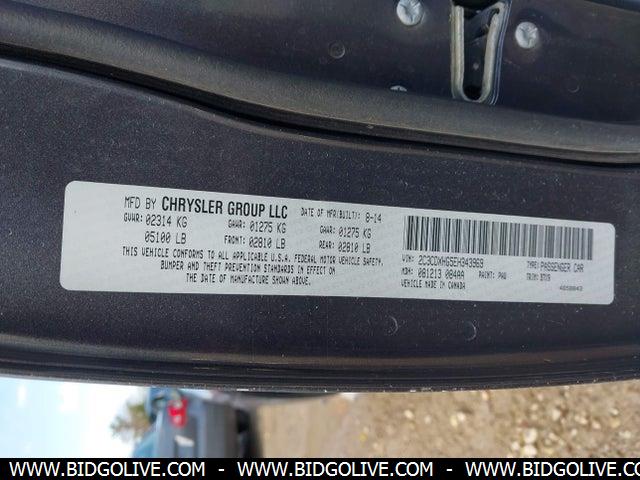 MFD BY CHRYSLER GROUP LLC DATE OF MFR(BUILT): 8-14
GVWR: 02314 KG GAWR: 01275 KG GAWR: 01275 KG
05100 LB FRONT: 02810 LB REAR: 02810 LB
THIS VEHICLE CONFORMS TO ALL APPLICABLE U.S.A. FEDERAL MOTOR VEHICLE SAFETY,
BUMPER AND THEFT PREVENTION STANDARDS IN EFFECT ON
THE DATE OF MANUFACTURE SHOWN ABOVE.
VIN: 2C3CDXHG5EH343969 TYPE: PASSENGER CAR
MDH: 081213 084AA PAINT: PAU TRIM:
VEHICLE MADE IN CANADA
WWW.BIDGOLIVE.COM - WWW.BIDGOLIVE.COM - WWW.BIDGOLIVE.COM